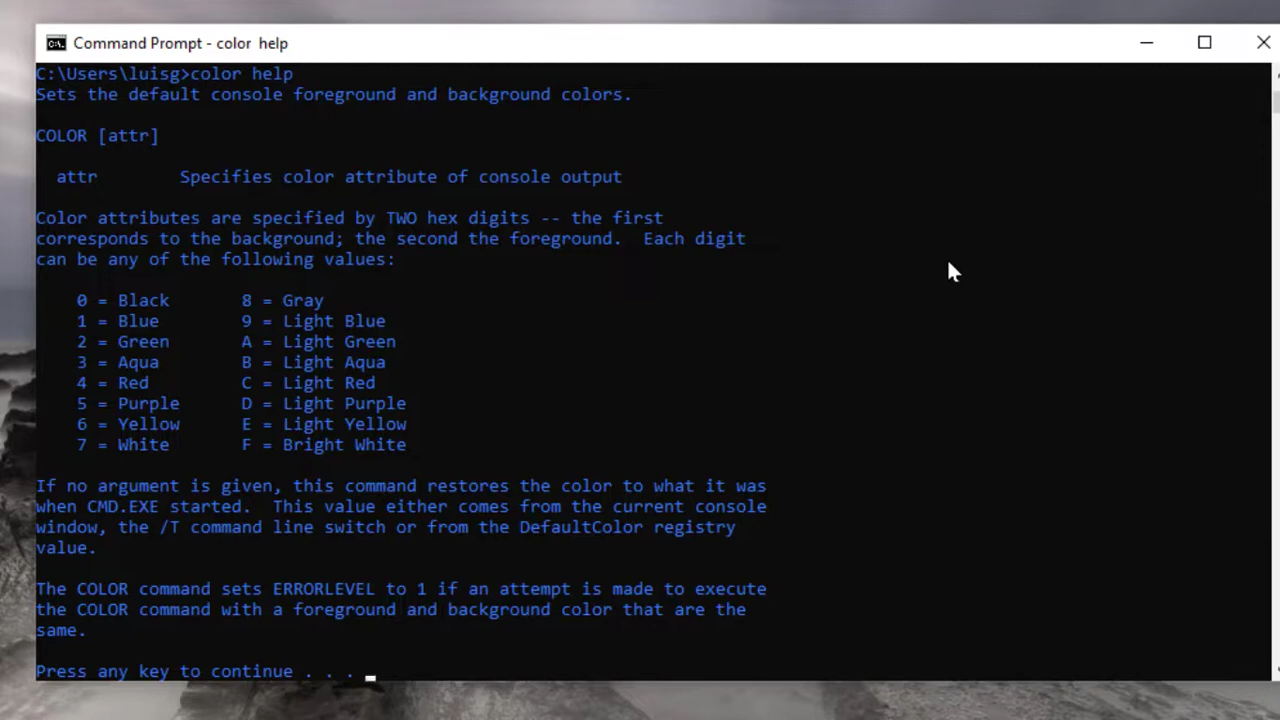 Command Prompt - color help
C:\Users\luisg>color help
Sets the default console foreground and background colors.
COLOR [attr]
attr Specifies color attribute of console output
Color attributes are specified by TWO hex digits -- the first
corresponds to the background; the second the foreground. Each digit
can be any of the following values:
0 = Black 8 = Gray
1 = Blue 9 = Light Blue
2 = Green A = Light Green
3 = Aqua B = Light Aqua
4 = Red C = Light Red
5 = Purple D = Light Purple
6 = Yellow E = Light Yellow
7 = White F = Bright White
If no argument is given, this command restores the color to what it was
when CMD.EXE started. This value either comes from the current console
window, the /T command line switch or from the DefaultColor registry
value.
The COLOR command sets ERRORLEVEL to 1 if an attempt is made to execute
the COLOR command with a foreground and background color that are the
same.
Press any key to continue . . .